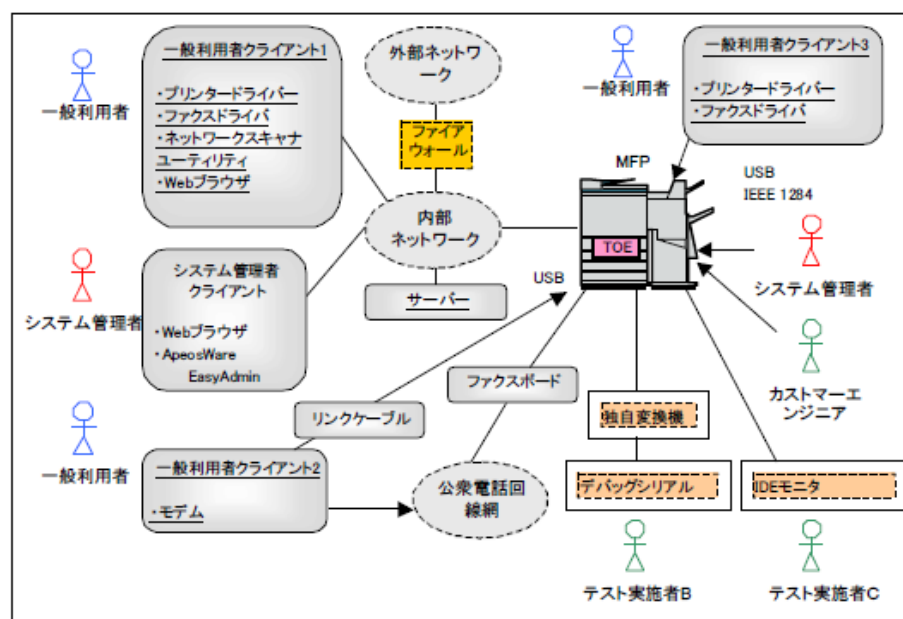 一般利用者クライアント1
・プリンタードライバー
・ファクスドライバ
・ネットワークスキャナ
ユーティリティ
・Webブラウザ
一般利用者
外部ネットワ
ーク
ファイア
ウォール
内部
ネットワーク
サーバー
一般利用者
一般利用者クライアント3
・プリンタードライバー
・ファクスドライバ
MFP
USB
IEEE 1284
TOE
USB
システム管理者
システム管理者
クライアント
・Webブラウザ
・ApeosWare
EasyAdmin
システム管理者
カストマーエ
ンジニア
リンクケーブル
ファクスボード
一般利用者
一般利用者クライアント2
・モデム
公衆電話回
線網
独自変換機
デバッグシリアル
IDEモニタ
テスト実施者B
テスト実施者C